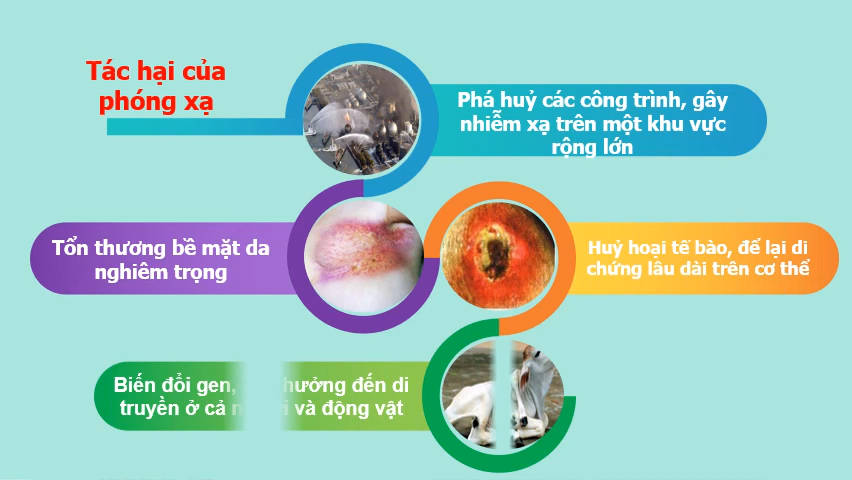 Tác hại của
phóng xạ
Phá huỷ các công trình, gây
nhiễm xạ trên một khu vực
rộng lớn
Tổn thương bề mặt da
nghiêm trọng
Huỷ hoại tế bào, để lại di
chứng lâu dài trên cơ thể
Biến đổi gen, hưởng đến di
truyền ở cả và động vật